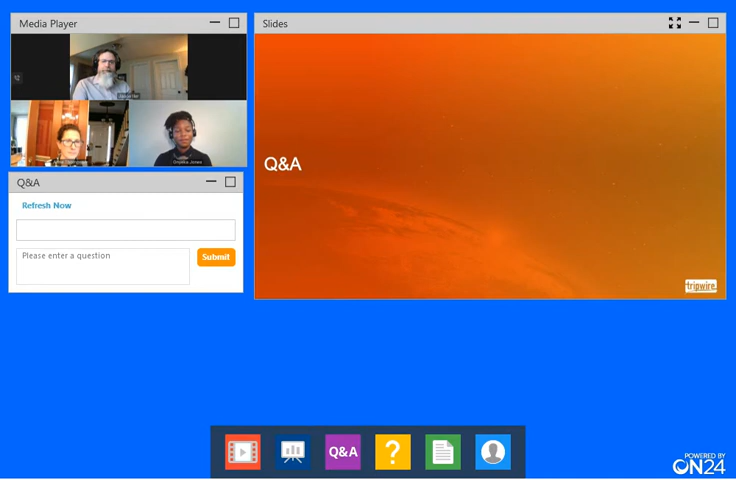 Media Player
Slides
Q&A
Q&A
Refresh Now
Please enter a question
Submit
tripwire
Q&A
?
POWERED BY
ON24